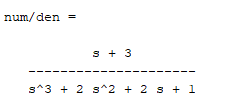 num/den =
s + 3
---------------------
s^3 + 2 s^2 + 2 s + 1